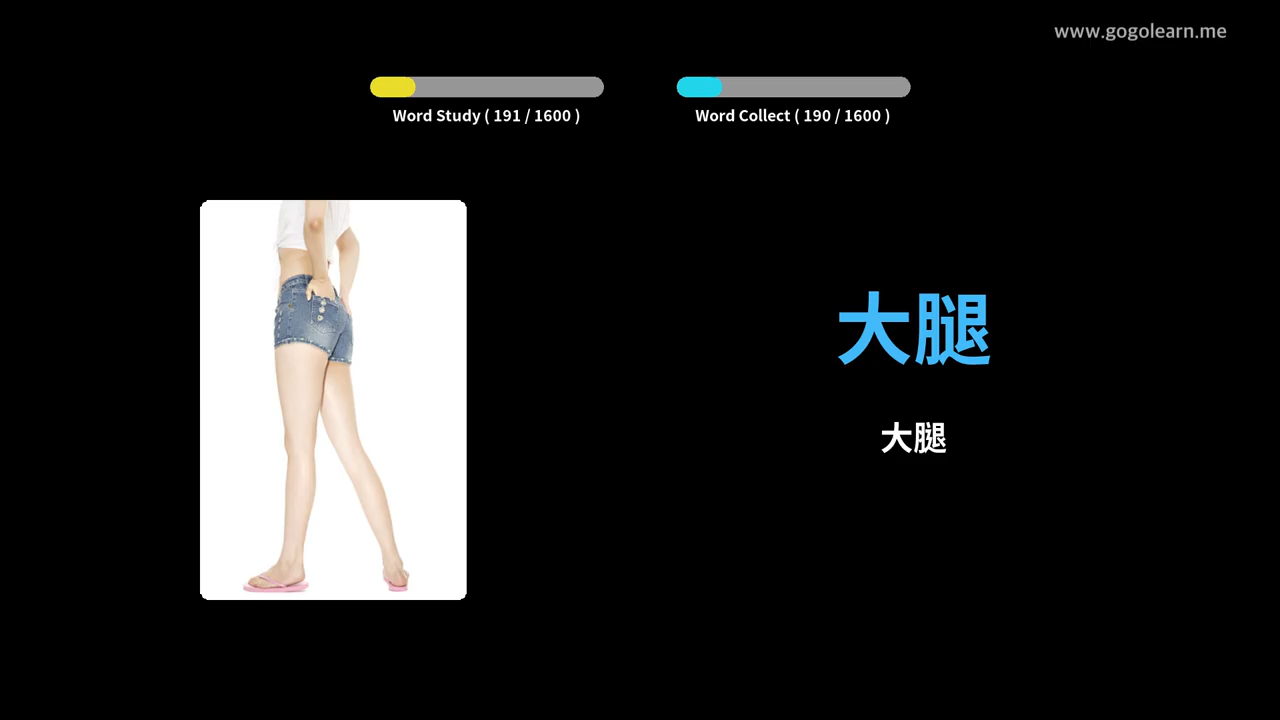 www.gogolearn.me
Word Study ( 191 / 1600 )
Word Collect ( 190 / 1600 )
大腿
大腿